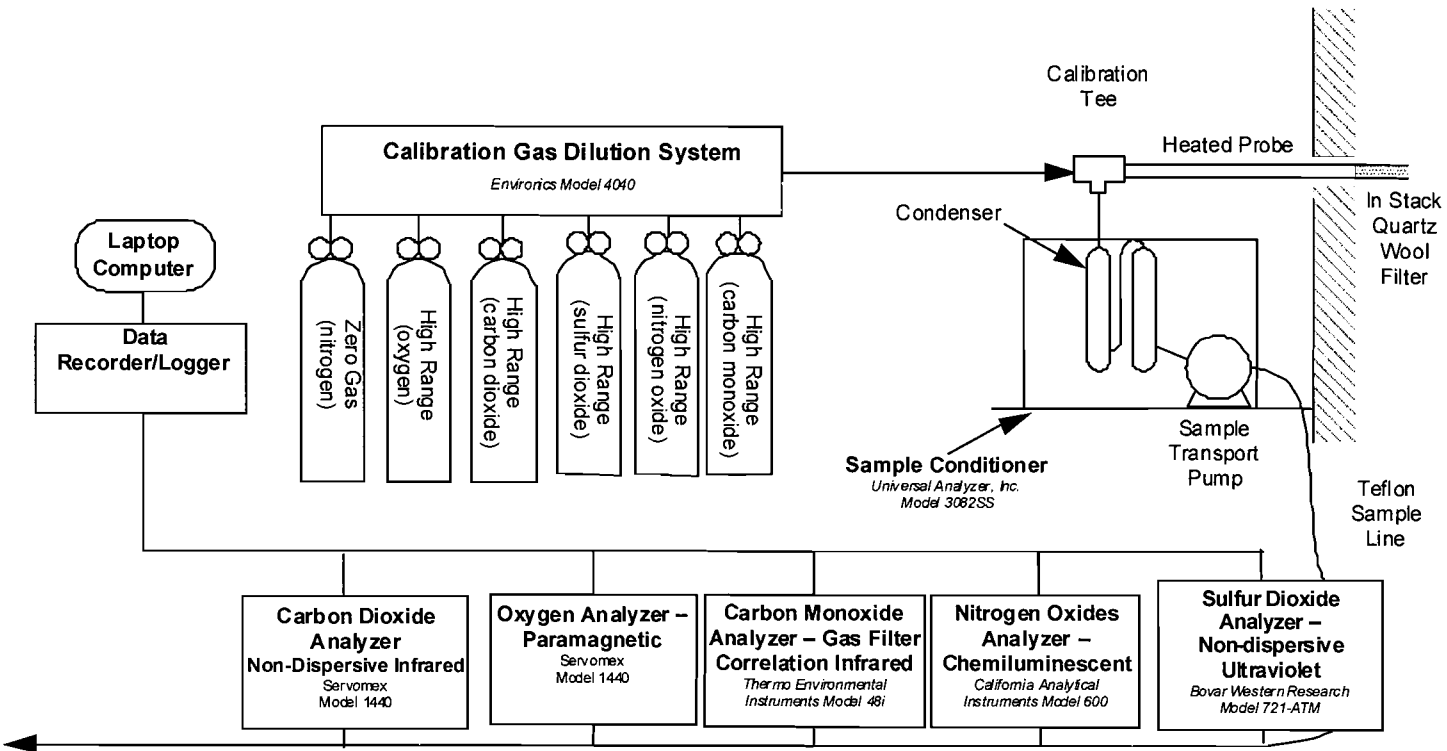 Calibration
Tee
Calibration Gas Dilution System
Environics Model 4040
Heated Probe
Condenser
In Stack
Quartz
Wool
Filter
Laptop
Computer
Data
Recorder/Logger
Zero Gas
(nitrogen)
High Range
(oxygen)
High Range
(carbon dioxide)
High Range
(sulfur dioxide)
High Range
(nitrogen oxide)
High Range
(carbon monoxide)
Sample Conditioner
Universal Analyzer, Inc.
Model 3082SS
Sample
Transport
Pump
Teflon
Sample
Line
Carbon Dioxide
Analyzer
Non-Dispersive Infrared
Servomex
Model 1440
Oxygen Analyzer –
Paramagnetic
Servomex
Model 1440
Carbon Monoxide
Analyzer – Gas Filter
Correlation Infrared
Thermo Environmental
Instruments Model 48i
Nitrogen Oxides
Analyzer –
Chemiluminescent
California Analytical
Instruments Model 600
Sulfur Dioxide
Analyzer –
Non-dispersive
Ultraviolet
Bovar Western Research
Model 721-ATM